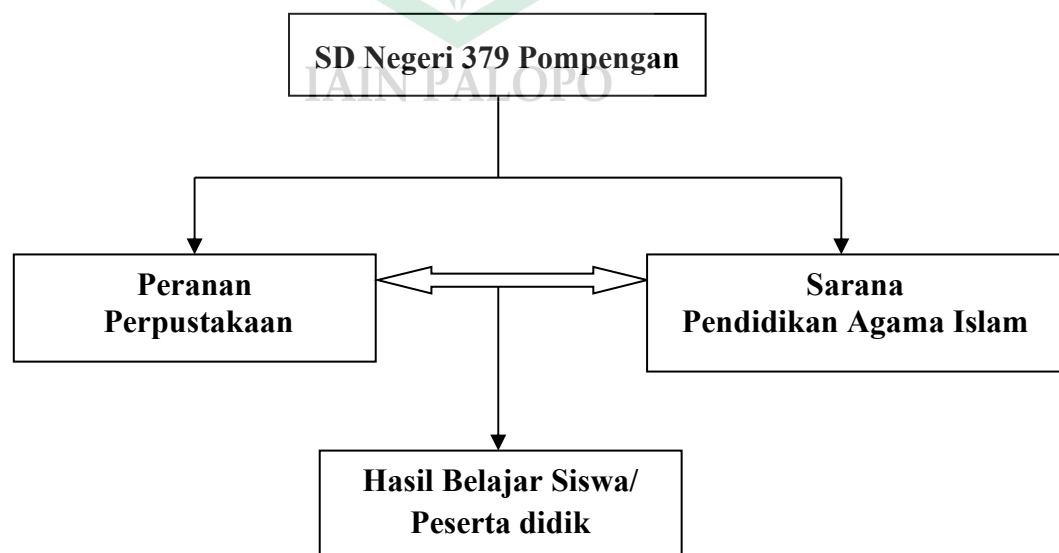 SD Negeri 379 Pompengan
IAIN PALOPO
Peranan
Perpustakaan
Sarana
Pendidikan Agama Islam
Hasil Belajar Siswa/
Peserta didik